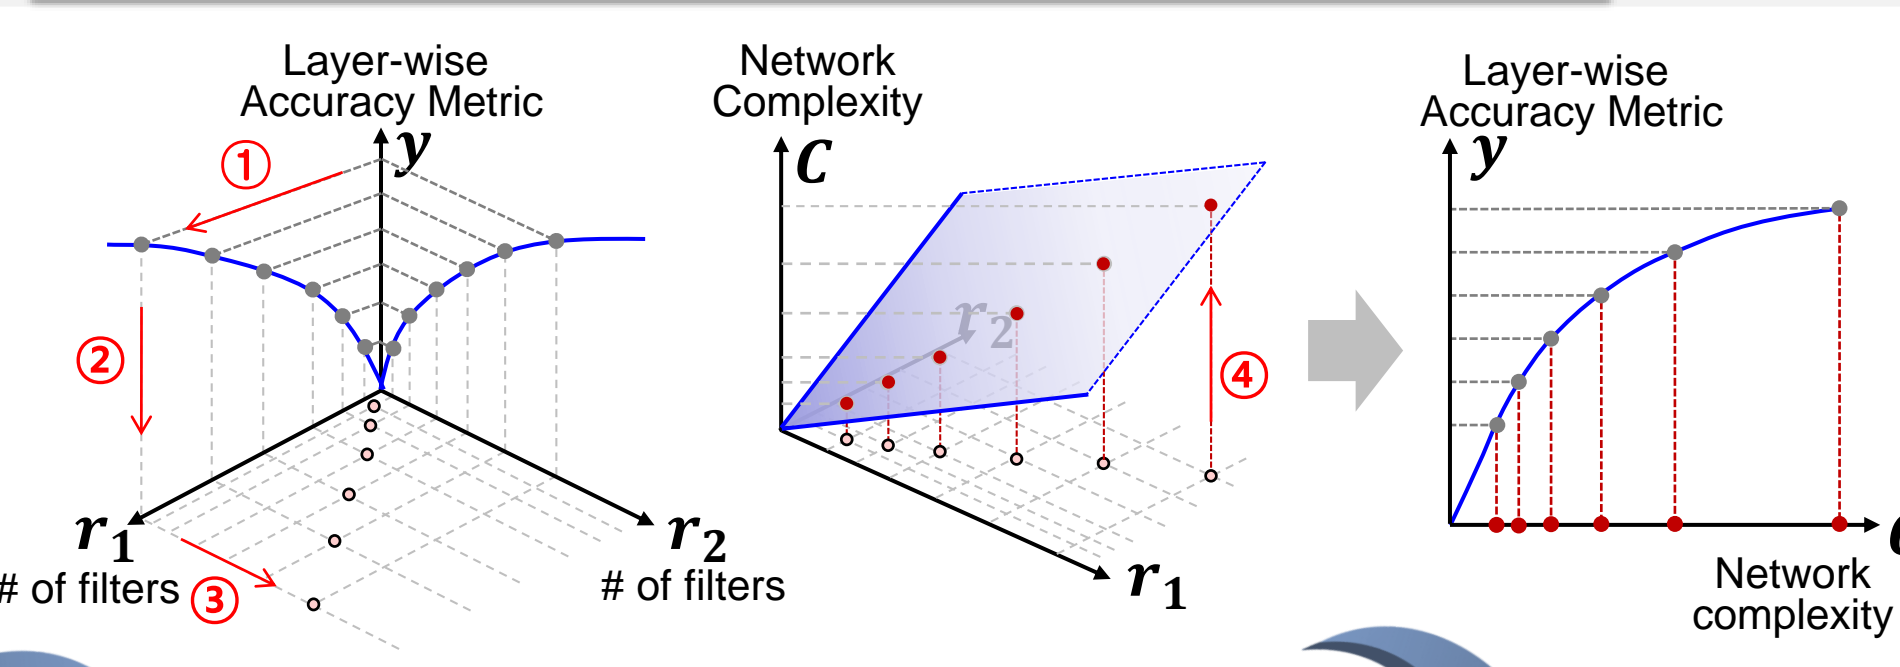 Layer-wise
Accuracy Metric
y
①
②
r1
# of filters
③
r2
# of filters
Network
Complexity
C
r2
④
r1
Layer-wise
Accuracy Metric
y
Network
complexity